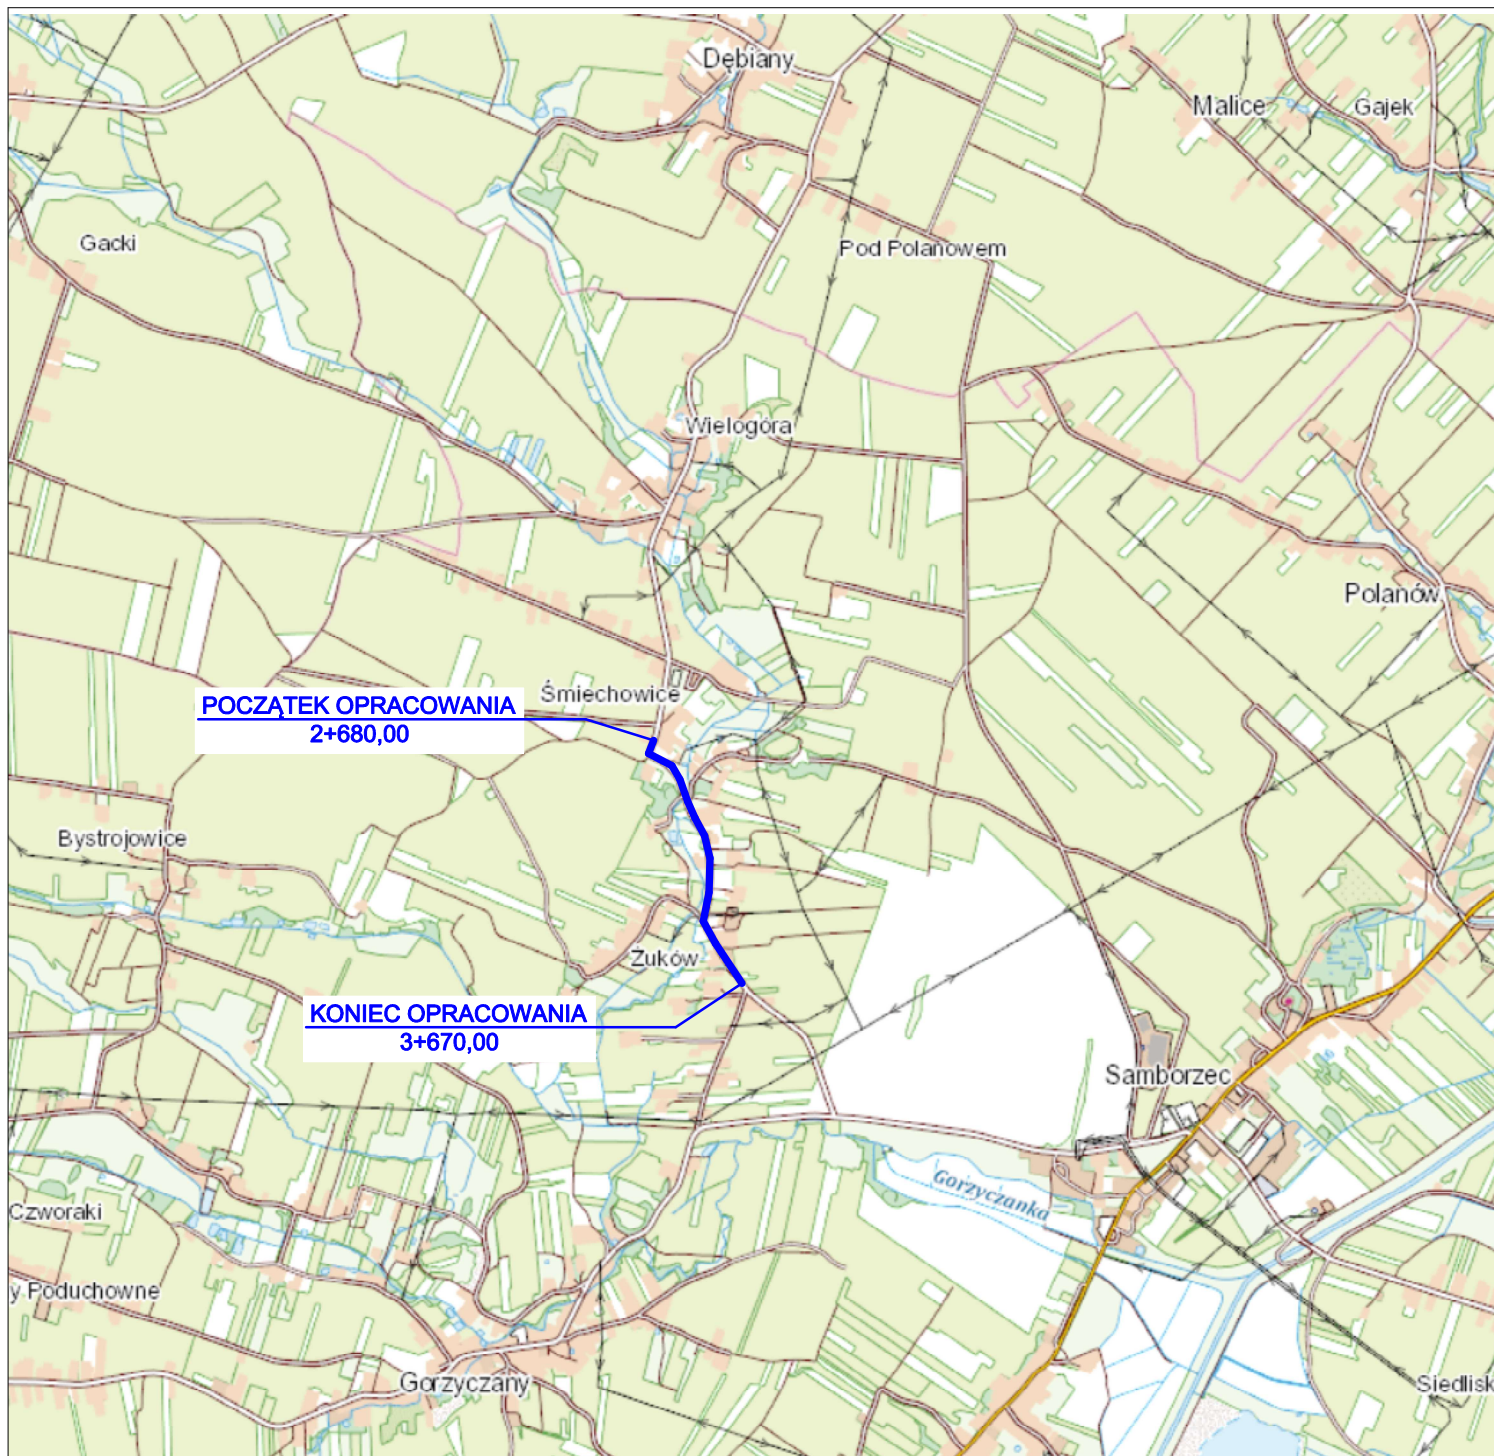 Dębiany
Malice
Gajek
Gacki
Pod Polanowem
Wielogóra
Polanów
Śmiechowice
POCZĄTEK OPRACOWANIA
2+680,00
Bystrojowice
Żuków
KONIEC OPRACOWANIA
3+670,00
Samborzec
Gorzyczanka
Czworaki
y Poduchowne
Gorzyczany
Siedlisk